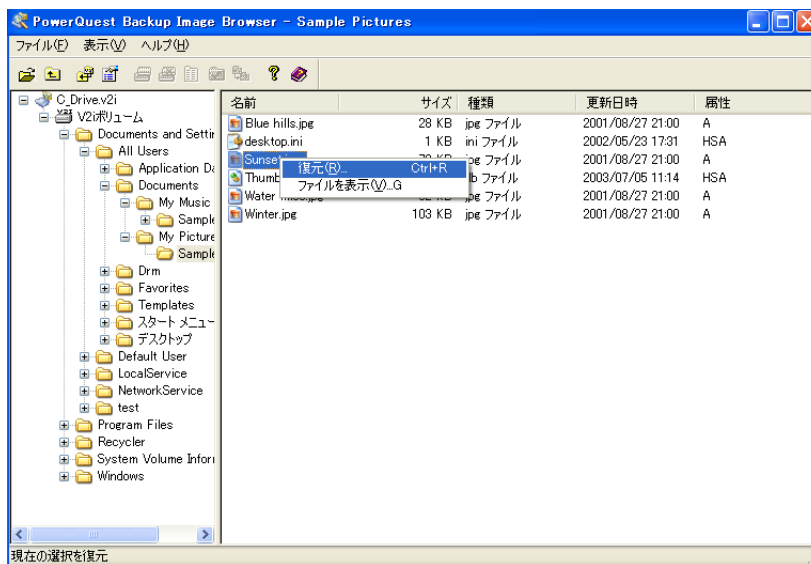 PowerQuest Backup Image Browser - Sample Pictures
ファイル(F) 表示(V) ヘルプ(H)
C_Drive.v2i
V2iボリューム
Documents and Settin
All Users
Application Da
Documents
My Music
Sample
My Picture
Sample
Drm
Favorites
Templates
スタート メニュー
デスクトップ
Default User
LocalService
NetworkService
test
Program Files
Recycler
System Volume Infor
Windows
名前 サイズ 種類 更新日時 属性
Blue hills.jpg 28 KB jpg ファイル 2001/08/27 21:00 A
desktop.ini 1 KB ini ファイル 2002/05/23 17:31 HSA
Sunset ファイル 2001/08/27 21:00 A
復元(R)... Ctrl+R
Thumb ファイル 2003/07/05 11:14 HSA
ファイルを表示(V)...G
Water jpg ファイル 2001/08/27 21:00 A
Winter.jpg 103 KB jpg ファイル 2001/08/27 21:00 A
現在の選択を復元